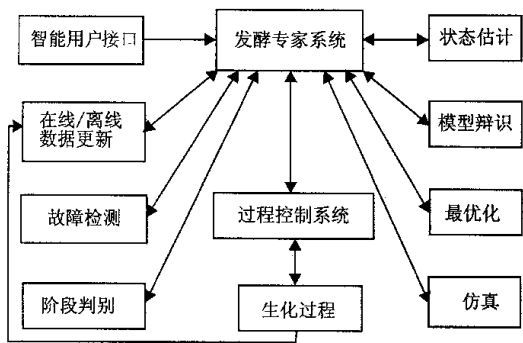 智能用户接口
发酵专家系统
状态估计
在线/离线
数据更新
模型辩识
故障检测
过程控制系统
最优化
阶段判别
生化过程
仿真